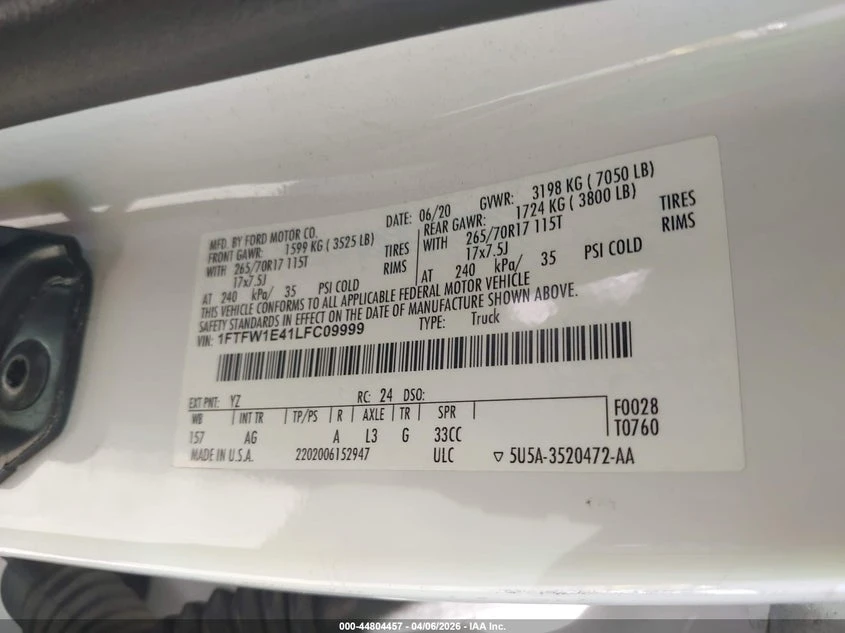 MFD. BY FORD MOTOR CO.
DATE: 06/20 GVWR: 3198 KG ( 7050 LB)
FRONT GAWR: 1599 KG ( 3525 LB)
REAR GAWR: 1724 KG ( 3800 LB)
WITH 265/70R17 115T TIRES
WITH 265/70R17 115T TIRES
17x7.5J RIMS
17x7.5J RIMS
AT 240 kPa/ 35 PSI COLD
AT 240 kPa/ 35 PSI COLD
THIS VEHICLE CONFORMS TO ALL APPLICABLE FEDERAL MOTOR VEHICLE
SAFETY STANDARDS IN EFFECT ON THE DATE OF MANUFACTURE SHOWN ABOVE.
VIN: 1FTFW1E41LFC09999 TYPE: Truck
EXT PNT: YZ RC: 24 DSO:
WB INT TR TP/PS R AXLE TR SPR F0028
157 AG A L3 G 33CC T0760
MADE IN U.S.A. 2202006152947 ULC ▽ 5U5A-3520472-AA
000-44804457 - 04/06/2026 - IAA Inc.